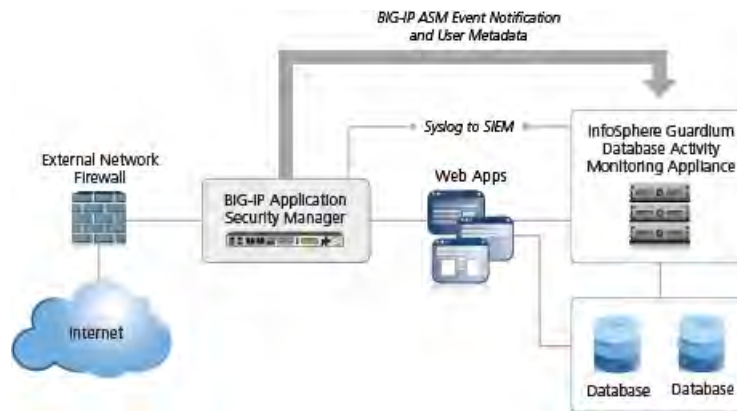 BIG-IP ASM Event Notification
and User Metadata
Syslog to SIEM
InfoSphere Guardium
Database Activity
Monitoring Appliance
External Network
Firewall
Web Apps
BIG-IP Application
Security Manager
Internet
Database
Database